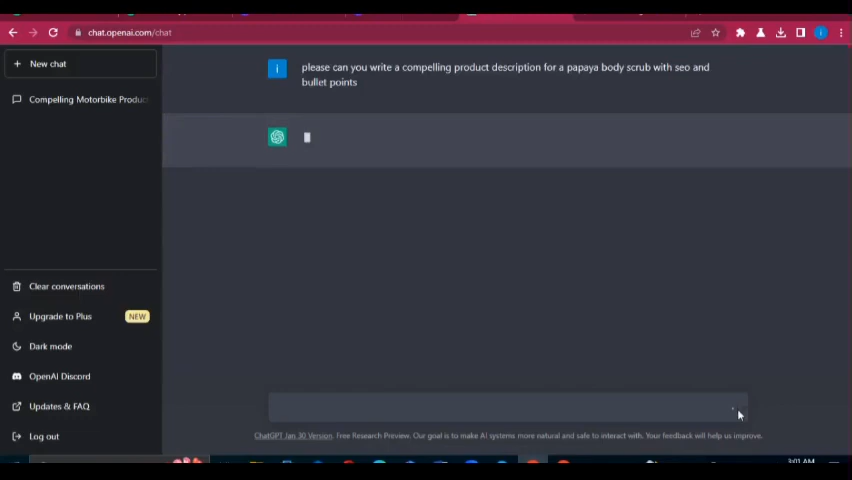 chat.openai.com/chat
New chat
please can you write a compelling product description for a papaya body scrub with seo and
bullet points
Compelling Motorbike Produc
Clear conversations
Upgrade to Plus NEW
Dark mode
OpenAI Discord
Updates & FAQ
Log out
ChatGPT Jan 30 Version. Free Research Preview. Our goal is to make AI systems more natural and safe to interact with. Your feedback will help us improve.
3:01 AM